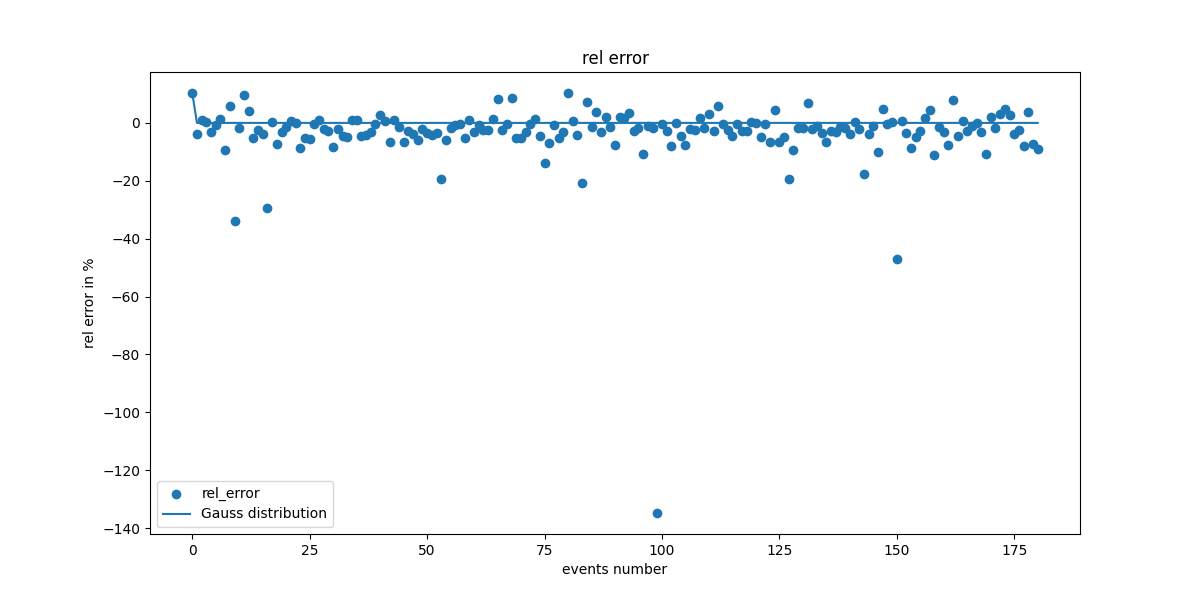 rel error
rel error in %
0
−20
−40
−60
−80
−100
−120
−140
rel_error
Gauss distribution
0 25 50 75 100 125 150 175
events number